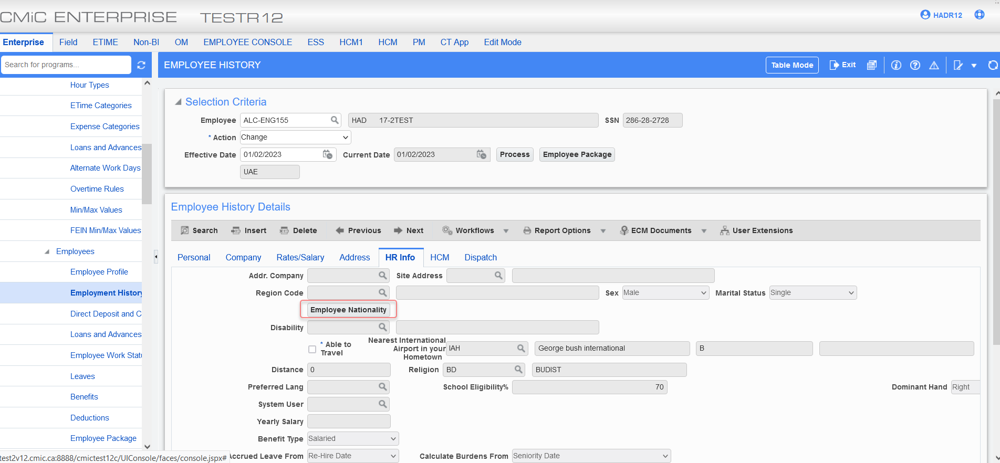 CMiC ENTERPRISE TESTR12
HADR12
Enterprise Field ETIME Non-BI OM EMPLOYEE CONSOLE ESS HCM1 HCM PM CT App Edit Mode
Search for programs...
EMPLOYEE HISTORY
Table Mode Exit
Hour Types
ETime Categories
Expense Categories
Loans and Advances
Alternate Work Days
Overtime Rules
Min/Max Values
FEIN Min/Max Values
Employees
Employee Profile
Employment History
Direct Deposit and C
Loans and Advances
Employee Work Statu
Leaves
Benefits
Deductions
Employee Package
test2v12.cmic.ca:8888/cmictest12c/UIConsole/faces/console.jspx#
Selection Criteria
Employee ALC-ENG155 HAD 17-2TEST SSN 286-28-2728
* Action Change
Effective Date 01/02/2023 Current Date 01/02/2023 Process Employee Package
UAE
Employee History Details
Search Insert Delete Previous Next Workflows Report Options ECM Documents User Extensions
Personal Company Rates/Salary Address HR Info HCM Dispatch
Addr. Company Site Address
Region Code Sex Male Marital Status Single
Employee Nationality
Disability
* Able to
Travel
Nearest International
Airport in your
Hometown
IAH George bush international B
Distance 0 Religion BD BUDIST
Preferred Lang School Eligibility% 70 Dominant Hand Right
System User
Yearly Salary
Benefit Type Salaried
Accrued Leave From Re-Hire Date Calculate Burdens From Seniority Date